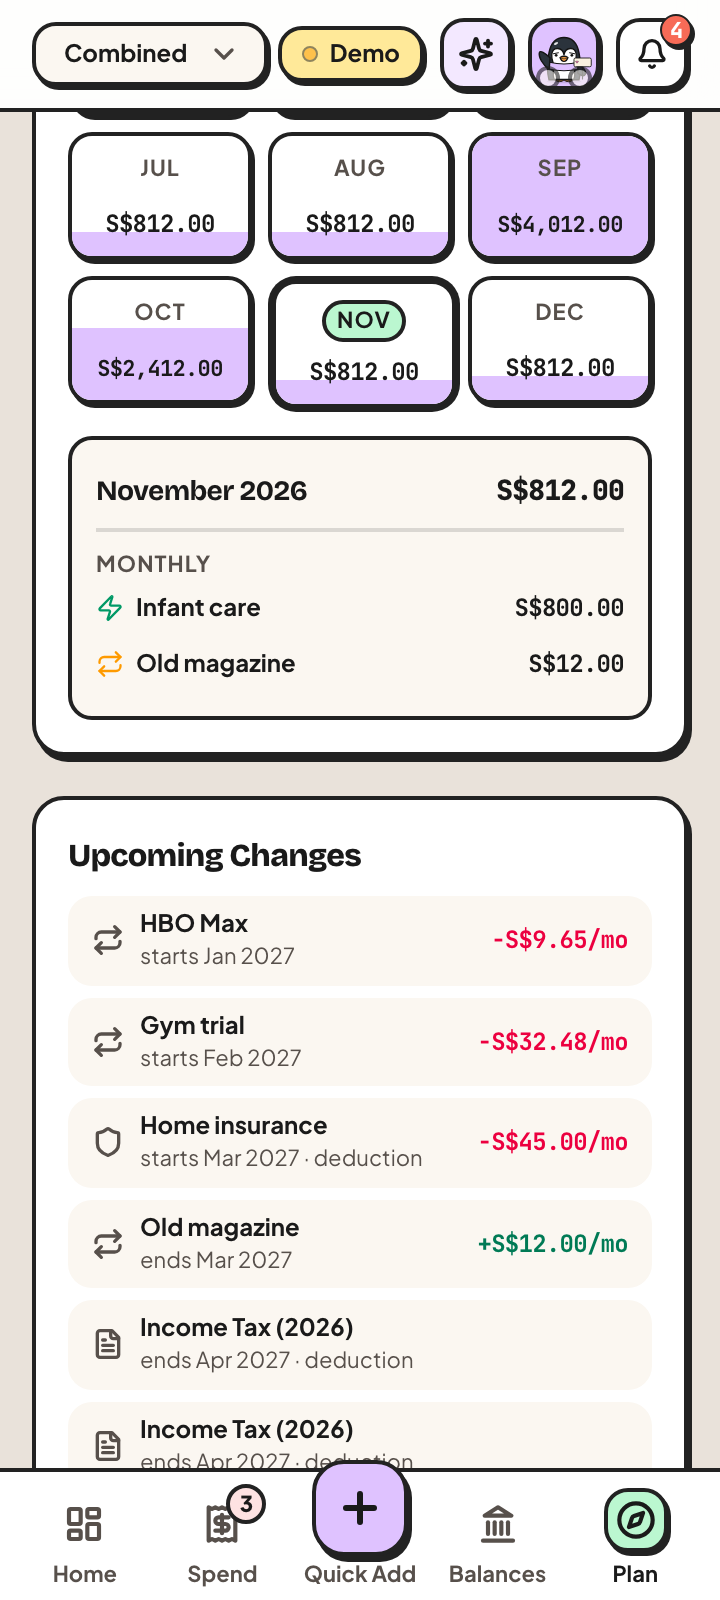 Combined
Demo
4
JUL
AUG
SEP
S$812.00
S$812.00
S$4,012.00
OCT
NOV
DEC
S$2,412.00
S$812.00
S$812.00
November 2026
S$812.00
MONTHLY
Infant care
S$800.00
Old magazine
S$12.00
Upcoming Changes
HBO Max
starts Jan 2027
-S$9.65/mo
Gym trial
starts Feb 2027
-S$32.48/mo
Home insurance
starts Mar 2027 · deduction
-S$45.00/mo
Old magazine
ends Mar 2027
+S$12.00/mo
Income Tax (2026)
ends Apr 2027 · deduction
Income Tax (2026)
ends Apr 2027 · deduction
3
Home
Spend
Quick Add
Balances
Plan